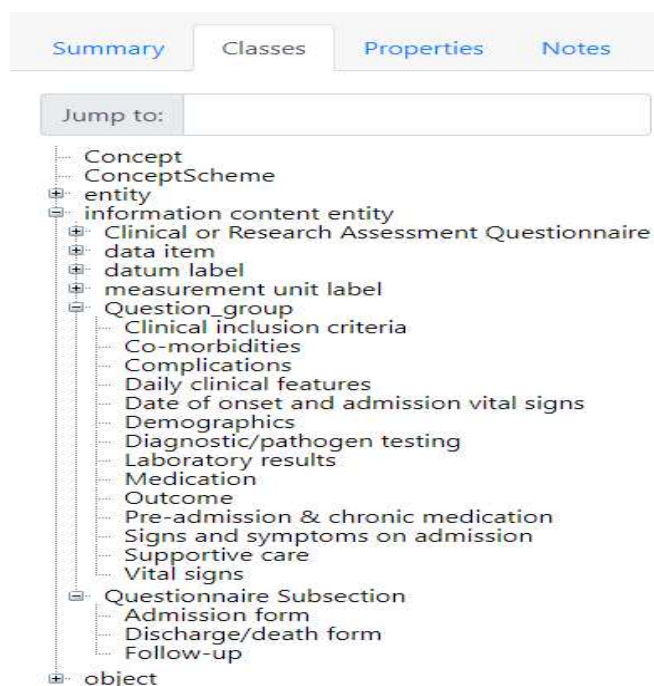 Summary Classes Properties Notes
Jump to:
Concept
ConceptScheme
entity
information content entity
Clinical or Research Assessment Questionnaire
data item
datum label
measurement unit label
Question_group
Clinical inclusion criteria
Co-morbidities
Complications
Daily clinical features
Date of onset and admission vital signs
Demographics
Diagnostic/pathogen testing
Laboratory results
Medication
Outcome
Pre-admission & chronic medication
Signs and symptoms on admission
Supportive care
Vital signs
Questionnaire Subsection
Admission form
Discharge/death form
Follow-up
object